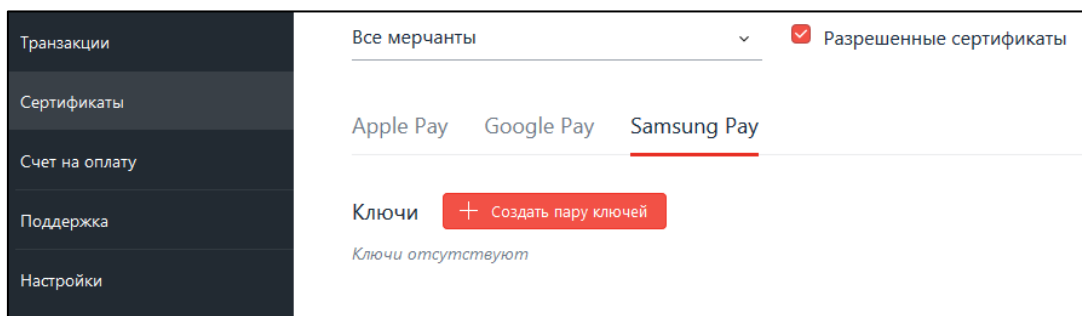 Транзакции
Сертификаты
Счет на оплату
Поддержка
Настройки
Все мерчанты
Разрешенные сертификаты
Apple Pay Google Pay Samsung Pay
Ключи Создать пару ключей
Ключи отсутствуют